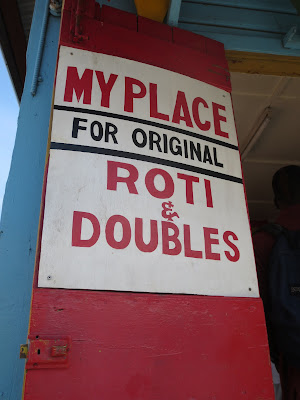 MY PLACE
FOR ORIGINAL
ROTI
&
DOUBLES